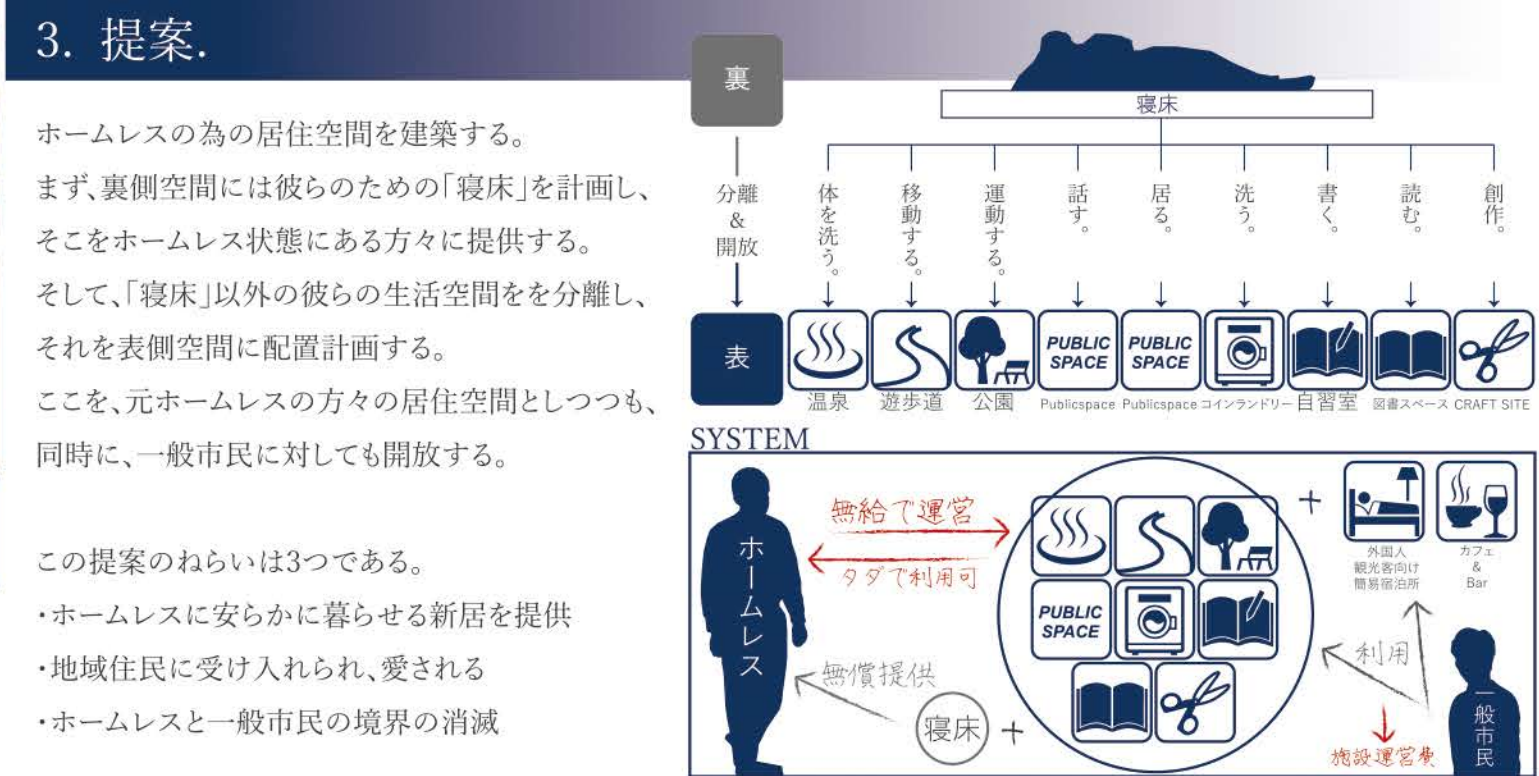 3. 提案.
ホームレスの為の居住空間を建築する。
まず、裏側空間には彼らのための「寝床」を計画し、
そこをホームレス状態にある方々に提供する。
そして、「寝床」以外の彼らの生活空間をを分離し、
それを表側空間に配置計画する。
ここを、元ホームレスの方々の居住空間としつつも、
同時に、一般市民に対しても開放する。
この提案のねらいは3つである。
・ホームレスに安らかに暮らせる新居を提供
・地域住民に受け入れられ、愛される
・ホームレスと一般市民の境界の消滅
裏
寝床
分離
&
開放
体を洗う。
移動する。
運動する。
話す。
居る。
洗う。
書く。
読む。
創作。
表
PUBLIC
SPACE
PUBLIC
SPACE
温泉
遊歩道
公園
Publicspace
Publicspace
コインランドリー
自習室
図書スペース
CRAFT SITE
SYSTEM
ホームレス
無給で運営
タダで利用可
無償提供
寝床
+
PUBLIC
SPACE
+
外国人
観光客向け
簡易宿泊所
カフェ
&
Bar
利用
施設運営費
一般市民